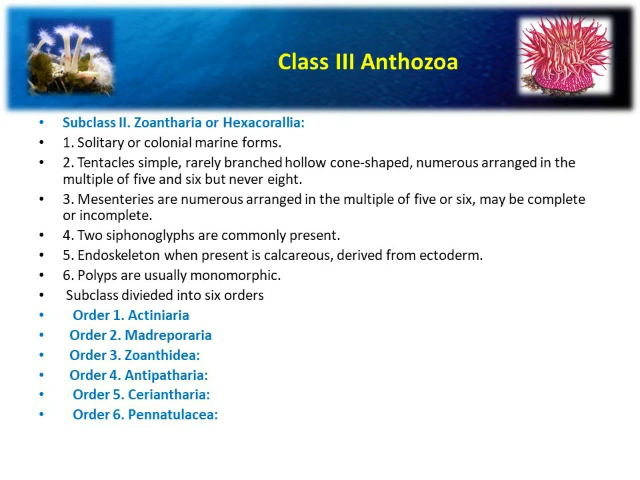 Class III Anthozoa
• Subclass II. Zoantharia or Hexacorallia:
• 1. Solitary or colonial marine forms.
• 2. Tentacles simple, rarely branched hollow cone-shaped, numerous arranged in the
multiple of five and six but never eight.
• 3. Mesenteries are numerous arranged in the multiple of five or six, may be complete
or incomplete.
• 4. Two siphonoglyphs are commonly present.
• 5. Endoskeleton when present is calcareous, derived from ectoderm.
• 6. Polyps are usually monomorphic.
• Subclass divieded into six orders
• Order 1. Actiniaria
• Order 2. Madreporaria
• Order 3. Zoanthidea:
• Order 4. Antipatharia:
• Order 5. Ceriantharia:
• Order 6. Pennatulacea: